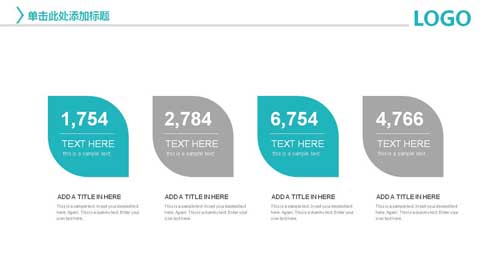 单击此处添加标题
LOGO
1,754
TEXT HERE
this is a sample text
2,784
TEXT HERE
this is a sample text
6,754
TEXT HERE
this is a sample text
4,766
TEXT HERE
this is a sample text
ADD A TITLE IN HERE
This is a sample text. Insert your desired text
here. Again. This is a dummy text. Enter your
own text here.
ADD A TITLE IN HERE
This is a sample text. Insert your desired text
here. Again. This is a dummy text. Enter your
own text here.
ADD A TITLE IN HERE
This is a sample text. Insert your desired text
here. Again. This is a dummy text. Enter your
own text here.
ADD A TITLE IN HERE
This is a sample text. Insert your desired text
here. Again. This is a dummy text. Enter your
own text here.